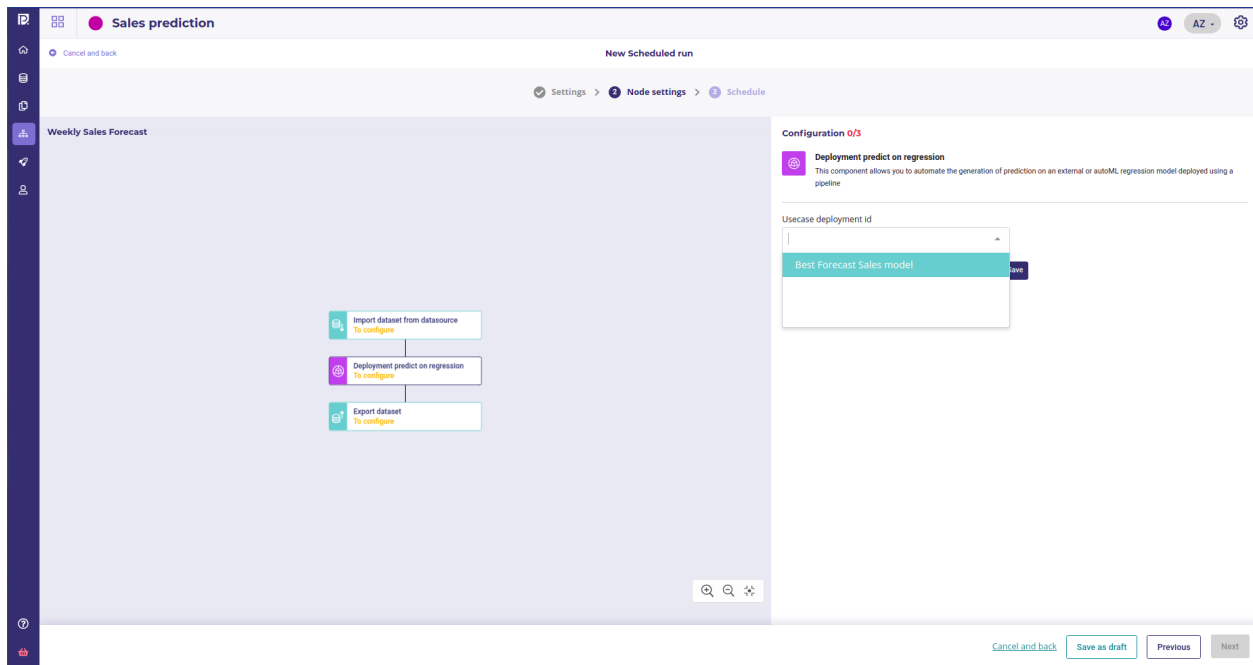 Sales prediction
AZ
AZ
Cancel and back
New Scheduled run
Settings > 2 Node settings > 3 Schedule
Weekly Sales Forecast
Import dataset from datasource
To configure
Deployment predict on regression
To configure
Export dataset
To configure
Configuration 0/3
Deployment predict on regression
This component allows you to automate the generation of prediction on an external or autoML regression model deployed using a
pipeline
Usecase deployment id
Best Forecast Sales model
Save
Cancel and back
Save as draft
Previous
Next